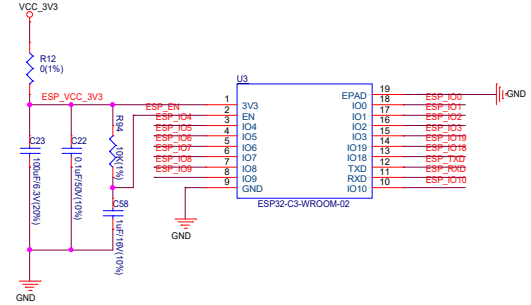 VCC_3V3
R12
0(1%)
ESP_VCC_3V3
C23
100uF/6.3V(20%)
C22
0.1uF/50V(10%)
R94
10K(1%)
C58
1uF/16V(10%)
GND
U3
ESP_EN
ESP_IO4
ESP_IO5
ESP_IO6
ESP_IO7
ESP_IO8
ESP_IO9
1 3V3
2 EN
3 IO4
4 IO5
5 IO6
6 IO7
7 IO8
8 IO9
9 GND
GND
EPAD 19
IO0 18 ESP_IO0
IO1 17 ESP_IO1
IO2 16 ESP_IO2
IO3 15 ESP_IO3
IO19 14 ESP_IO19
IO18 13 ESP_IO18
TXD 12 ESP_TXD
RXD 11 ESP_RXD
IO10 10 ESP_IO10
GND
ESP32-C3-WROOM-02